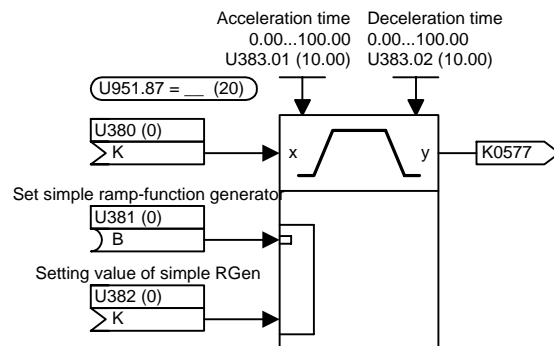 Acceleration time
0.00...100.00
U383.01 (10.00)
Deceleration time
0.00...100.00
U383.02 (10.00)
U951.87 = __ (20)
U380 (0)
K
x
y
K0577
Set simple ramp-function generator
U381 (0)
B
Setting value of simple RGen
U382 (0)
K